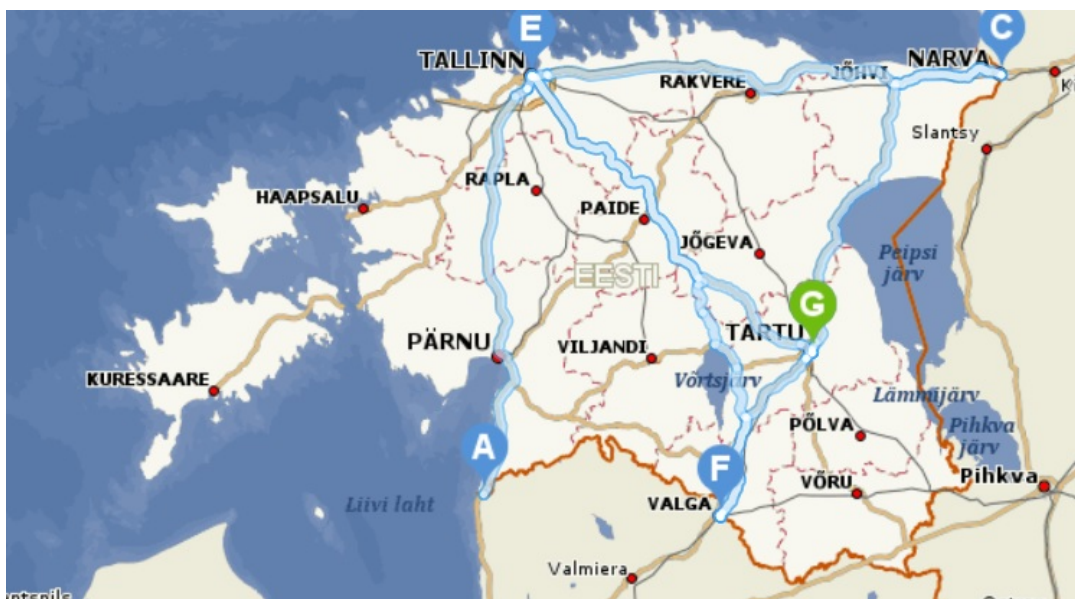 E
C
TALLINN
NARVA
JÕHVI
RAKVERE
Slantsy
RAPLA
HAAPSALU
PAIDE
JÕGEVA
Peipsi
järv
EESTI
G
TARTU
PÄRNU
VILJANDI
KURESSAARE
Võrtsjärv
Lämmijärv
PÕLVA
Pihkva
järv
A
F
Pihkva
VÕRU
Liivi laht
VALGA
Valmiera